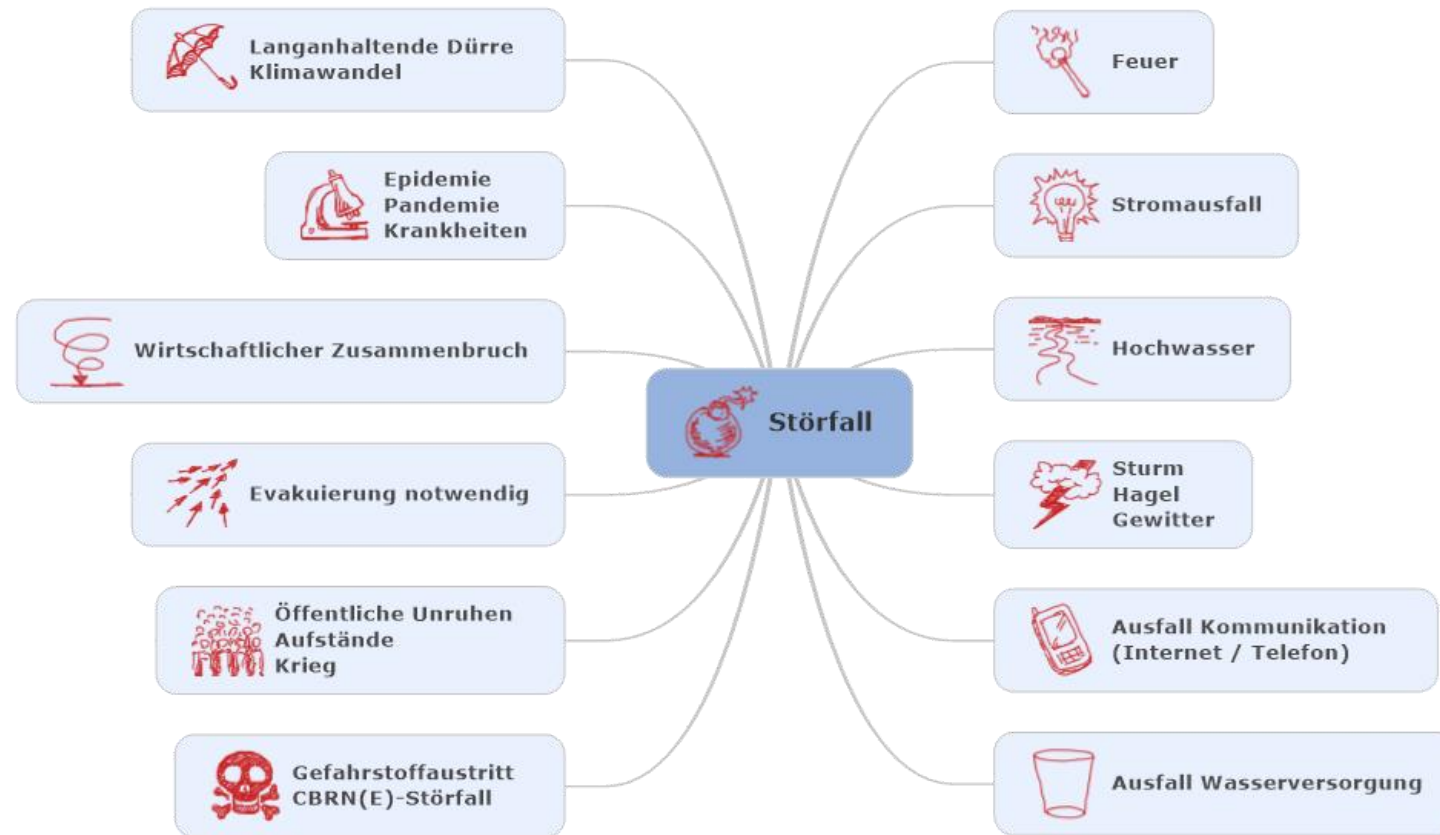 Langanhaltende Dürre
Klimawandel
Epidemie
Pandemie
Krankheiten
Wirtschaftlicher Zusammenbruch
Evakuierung notwendig
Öffentliche Unruhen
Aufstände
Krieg
Gefahrstoffaustritt
CBRN(E)-Störfall
Störfall
Feuer
Stromausfall
Hochwasser
Sturm
Hagel
Gewitter
Ausfall Kommunikation
(Internet / Telefon)
Ausfall Wasserversorgung